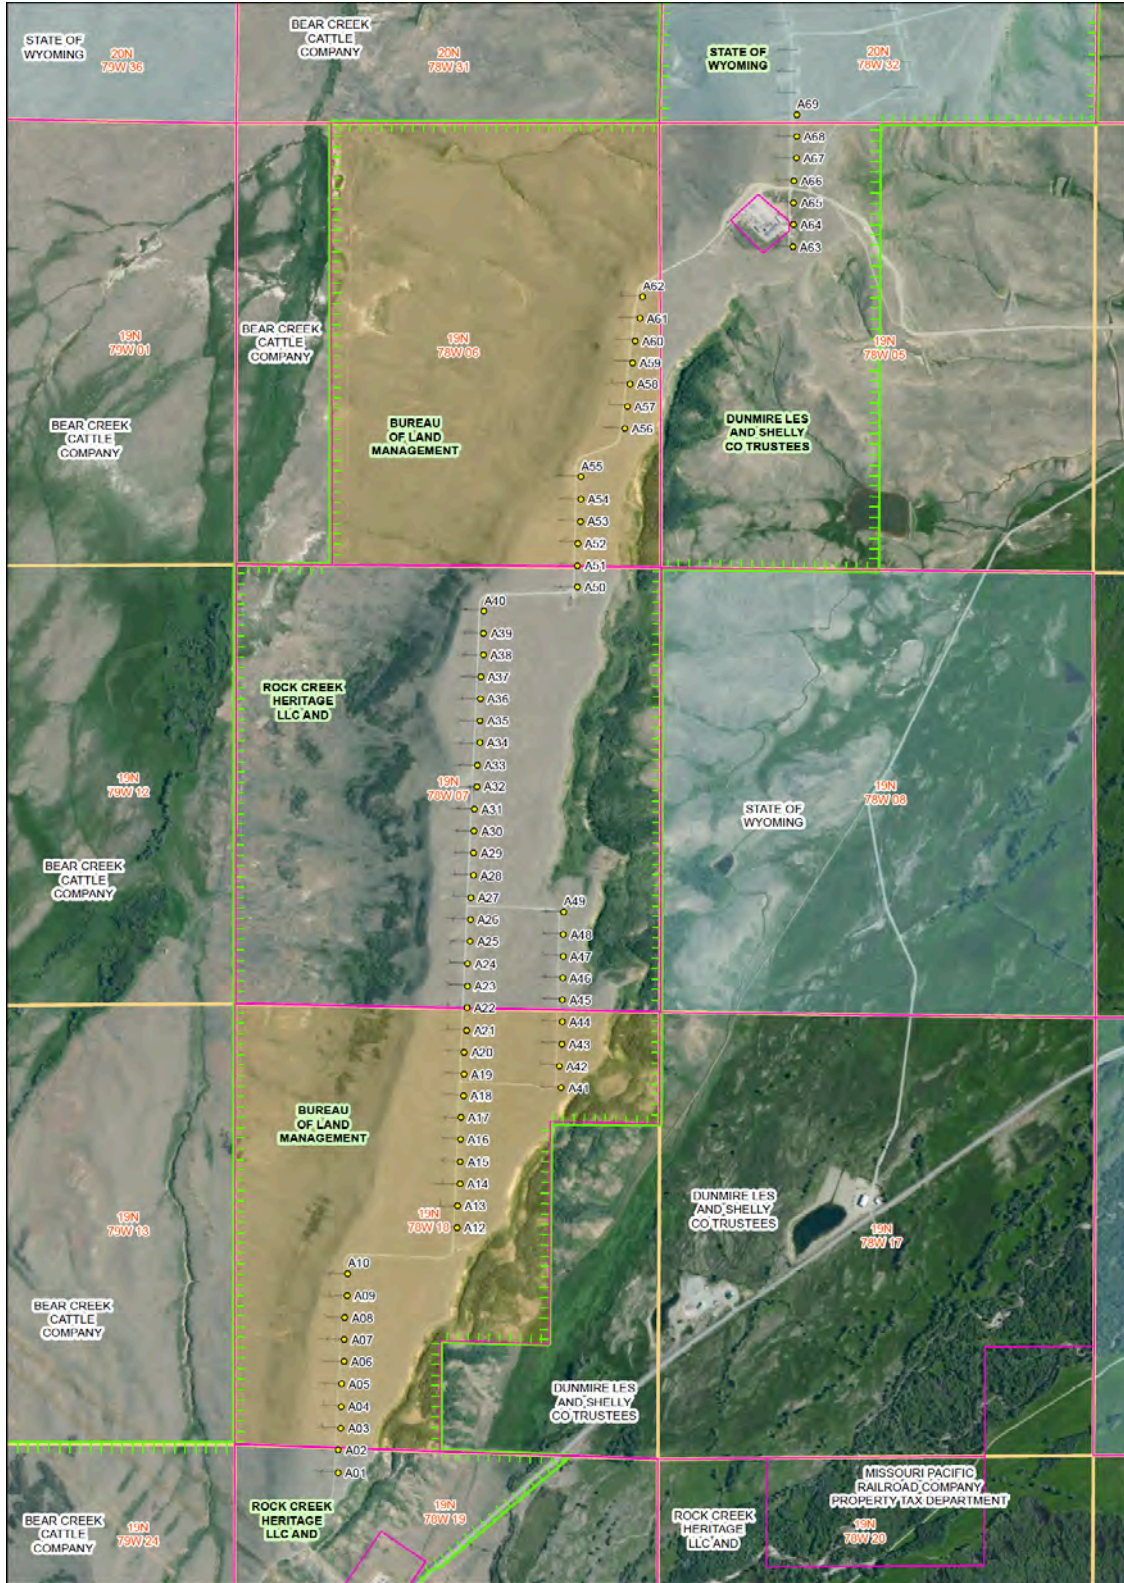 STATE OF
WYOMING
20N
79W 36
BEAR CREEK
CATTLE
COMPANY
20N
78W 31
STATE OF
WYOMING
20N
78W 32
A69
A68
A67
A66
A65
A64
A63
A62
A61
A60
A59
A58
A57
A56
19N
79W 01
BEAR CREEK
CATTLE
COMPANY
19N
78W 06
19N
78W 05
BEAR CREEK
CATTLE
COMPANY
BUREAU
OF LAND
MANAGEMENT
DUNMIRE LES
AND SHELLY
CO TRUSTEES
A55
A54
A53
A52
A51
A50
A40
A39
A38
A37
A36
A35
A34
A33
A32
A31
A30
A29
A28
A27
A26
A25
A24
A23
A22
A21
A20
A19
A18
A17
A16
A15
A14
A13
A12
ROCK CREEK
HERITAGE
LLC AND
19N
79W 12
19N
78W 07
19N
78W 08
STATE OF
WYOMING
BEAR CREEK
CATTLE
COMPANY
A49
A48
A47
A46
A45
A44
A43
A42
A41
BUREAU
OF LAND
MANAGEMENT
19N
79W 13
19N
78W 18
DUNMIRE LES
AND SHELLY
CO TRUSTEES
19N
78W 17
A10
A09
A08
A07
A06
A05
A04
A03
A02
A01
BEAR CREEK
CATTLE
COMPANY
DUNMIRE LES
AND SHELLY
CO TRUSTEES
BEAR CREEK
CATTLE
COMPANY
19N
79W 24
ROCK CREEK
HERITAGE
LLC AND
19N
78W 19
ROCK CREEK
HERITAGE
LLC AND
MISSOURI PACIFIC
RAILROAD COMPANY
PROPERTY TAX DEPARTMENT
19N
78W 20